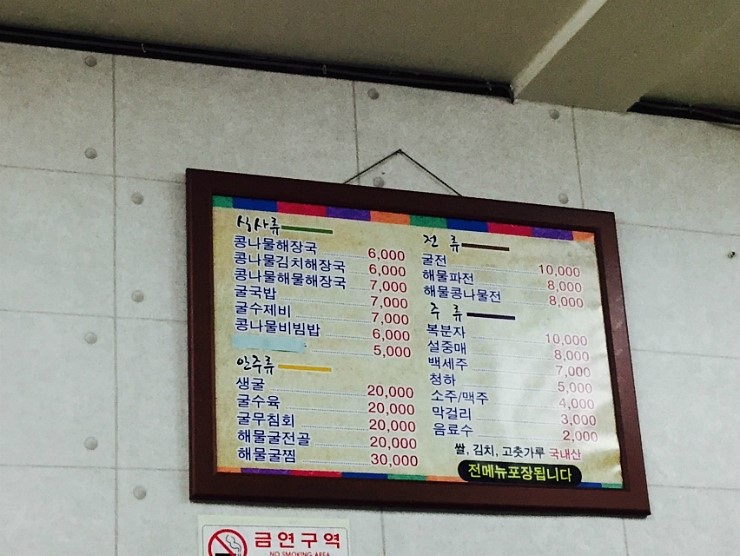 식사류
콩나물해장국 6,000
콩나물김치해장국 6,000
콩나물해물해장국 7,000
굴국밥 7,000
굴수제비 7,000
콩나물비빔밥 6,000
5,000
안주류
생굴 20,000
굴수육 20,000
굴무침회 20,000
해물굴전골 20,000
해물굴찜 30,000
전 류
굴전 10,000
해물파전 8,000
해물콩나물전 8,000
주 류
복분자 10,000
설중매 8,000
백세주 7,000
청하 5,000
소주/맥주 4,000
막걸리 3,000
음료수 2,000
쌀, 김치, 고춧가루 국내산
전메뉴포장됩니다
금연구역
NO SMOKING AREA